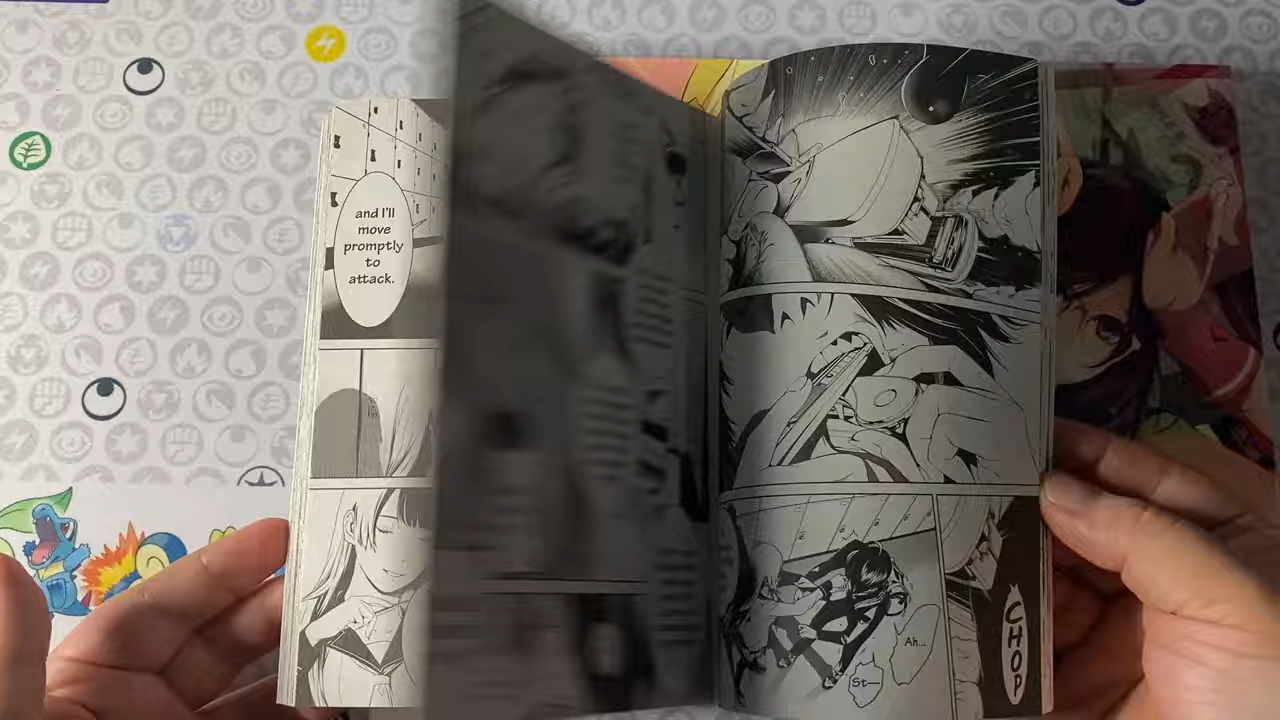 and I'll
move
promptly
to
attack.
Ah...
St—
CHOP